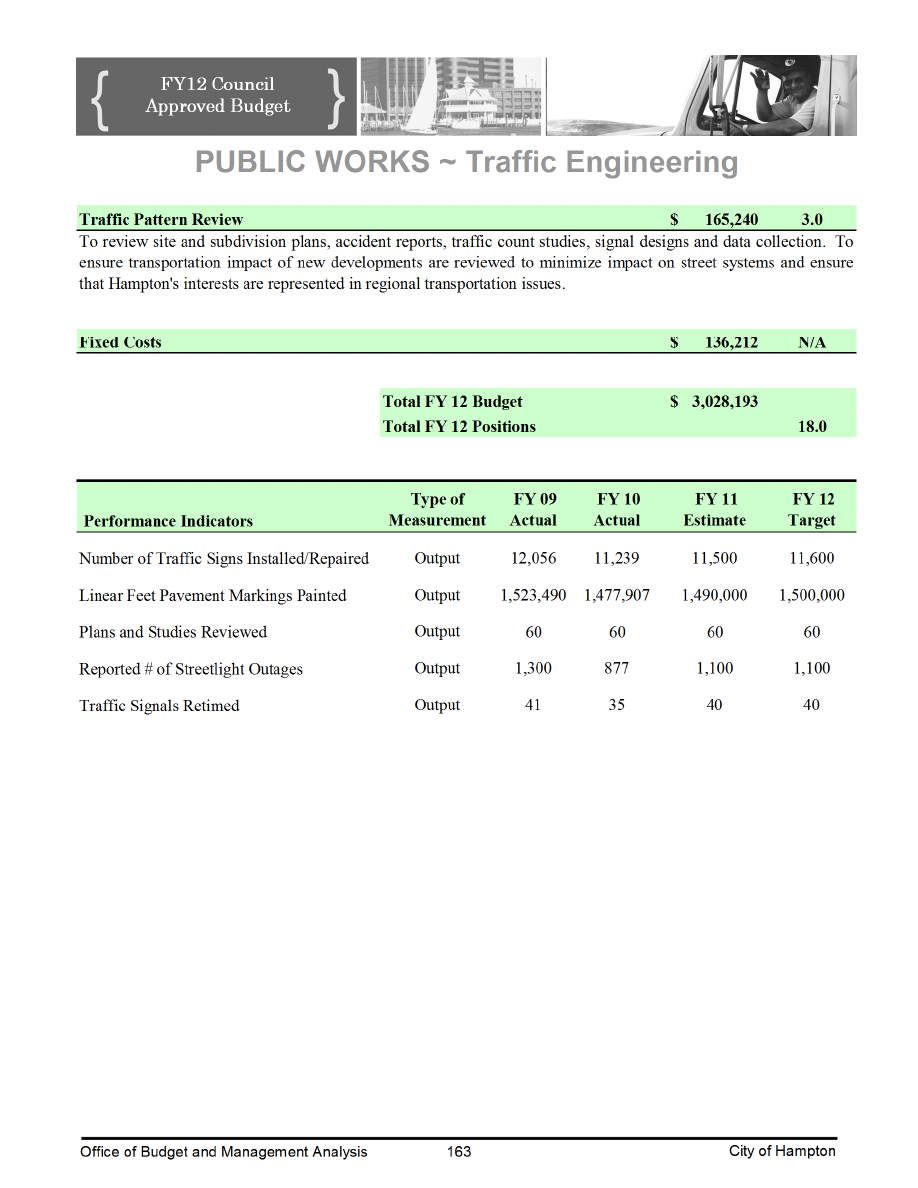 FY12 Council
Approved Budget
PUBLIC WORKS ~ Traffic Engineering
Traffic Pattern Review $ 165,240 3.0
To review site and subdivision plans, accident reports, traffic count studies, signal designs and data collection. To
ensure transportation impact of new developments are reviewed to minimize impact on street systems and ensure
that Hampton's interests are represented in regional transportation issues.
Fixed Costs $ 136,212 N/A
Total FY 12 Budget $ 3,028,193
Total FY 12 Positions 18.0
Type of FY 09 FY 10 FY 11 FY 12
Performance Indicators Measurement Actual Actual Estimate Target
Number of Traffic Signs Installed/Repaired Output 12,056 11,239 11,500 11,600
Linear Feet Pavement Markings Painted Output 1,523,490 1,477,907 1,490,000 1,500,000
Plans and Studies Reviewed Output 60 60 60 60
Reported # of Streetlight Outages Output 1,300 877 1,100 1,100
Traffic Signals Retimed Output 41 35 40 40
Office of Budget and Management Analysis 163 City of Hampton